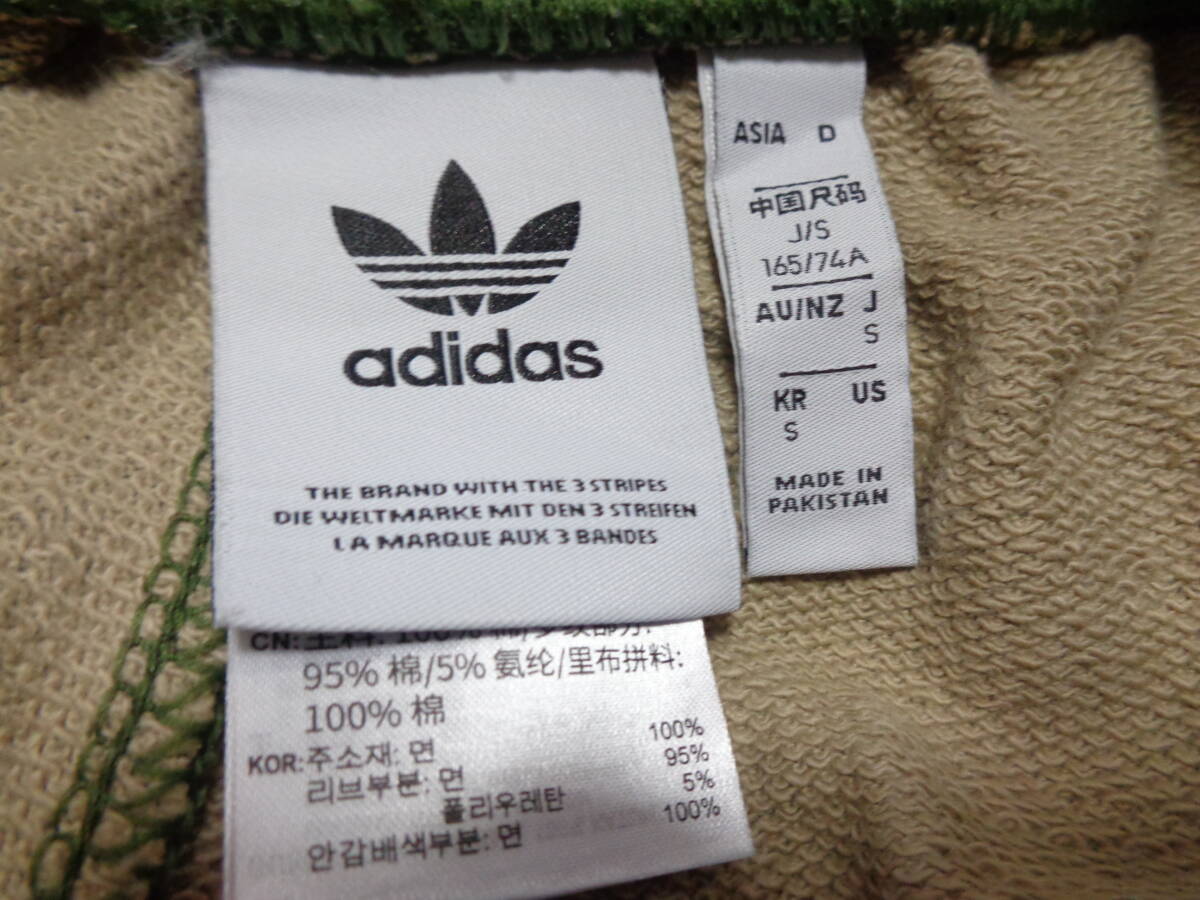 adidas
THE BRAND WITH THE 3 STRIPES
DIE WELTMARKE MIT DEN 3 STREIFEN
LA MARQUE AUX 3 BANDES
ASIA D
中国尺码
J/S
165/74A
AU/NZ J
S
KR US
S
MADE IN
PAKISTAN
CN: 100%
95% 棉/5% 氨纶/里布拼料:
100% 棉
KOR: 주소재: 면 100%
리브부분: 면 95%
폴리우레탄 5%
안감배색부분: 면 100%